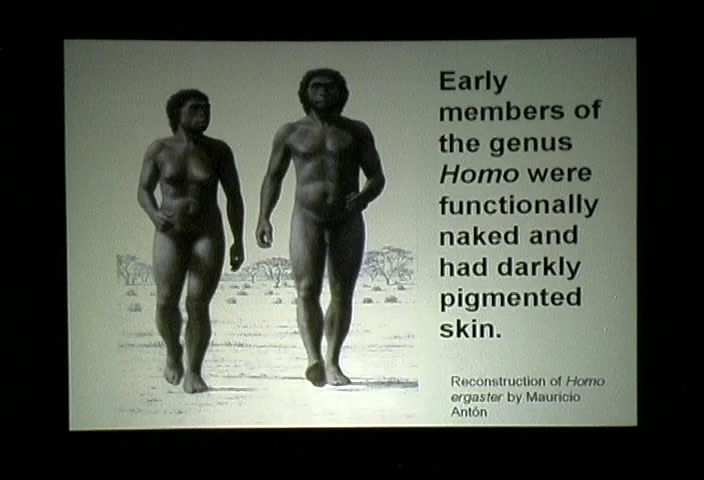 Early
members of
the genus
Homo were
functionally
naked and
had darkly
pigmented
skin.
Reconstruction of Homo
ergaster by Mauricio
Antón